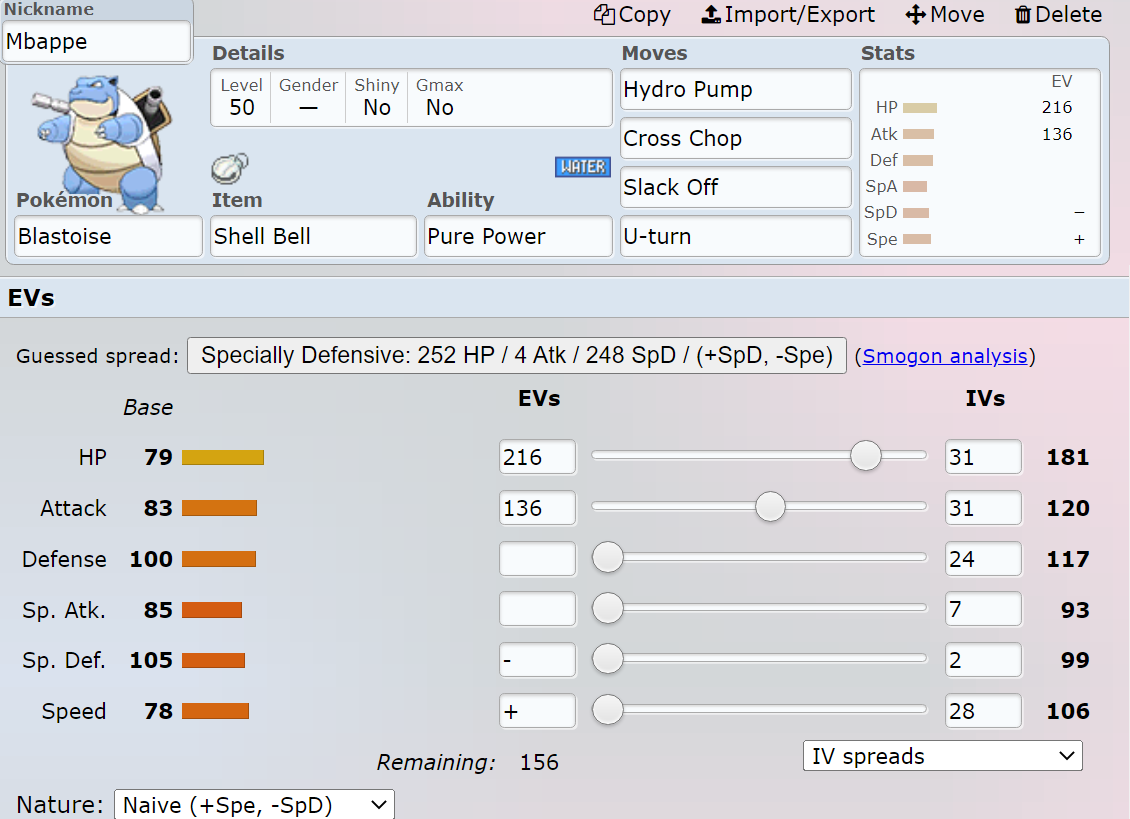 Nickname
Mbappe
Copy Import/Export Move Delete
Details
Moves
Stats
Level Gender Shiny Gmax
50 — No No
Hydro Pump
Cross Chop
Slack Off
U-turn
EV
HP 216
Atk 136
Def
SpA
SpD −
Spe +
WATER
Pokémon
Item
Ability
Blastoise
Shell Bell
Pure Power
EVs
Guessed spread: Specially Defensive: 252 HP / 4 Atk / 248 SpD / (+SpD, -Spe) (Smogon analysis)
Base EVs IVs
HP 79 216 31 181
Attack 83 136 31 120
Defense 100 24 117
Sp. Atk. 85 7 93
Sp. Def. 105 - 2 99
Speed 78 + 28 106
Remaining: 156 IV spreads
Nature: Naive (+Spe, -SpD)